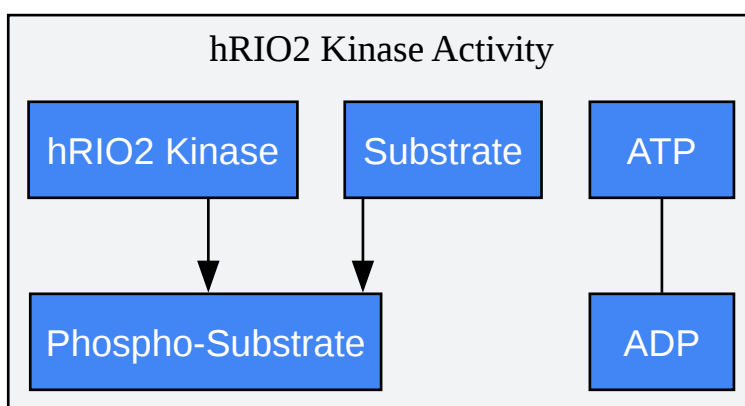 hRIO2 Kinase Activity
hRIO2 Kinase
Substrate
ATP
Phospho-Substrate
ADP